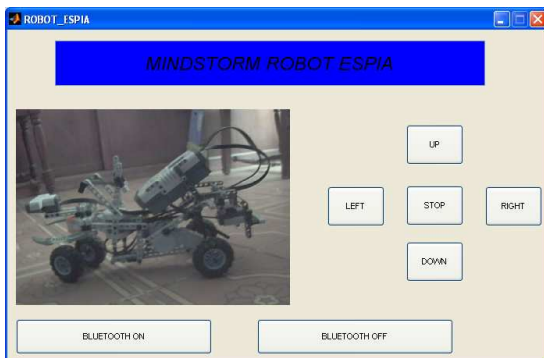 ROBOT_ESPIA
MINDSTORM ROBOT ESPIA
UP
LEFT
STOP
RIGHT
DOWN
BLUETOOTH ON
BLUETOOTH OFF